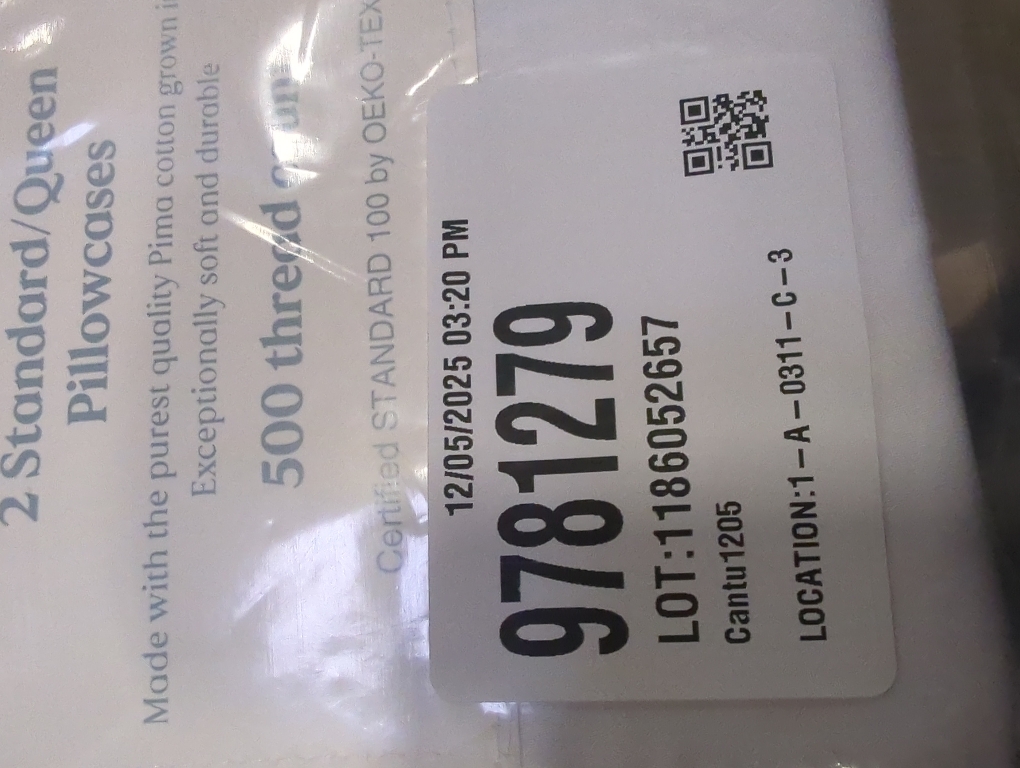 2 Standard/Queen
Pillowcases
Made with the purest quality Pima cotton grown
Exceptionally soft and durable
500 thread count
Certified STANDARD 100 by OEKO-TEX
12/05/2025 03:20 PM
9781279
LOT:1186052657
Cantu1205
LOCATION:1-A-0311-C-3